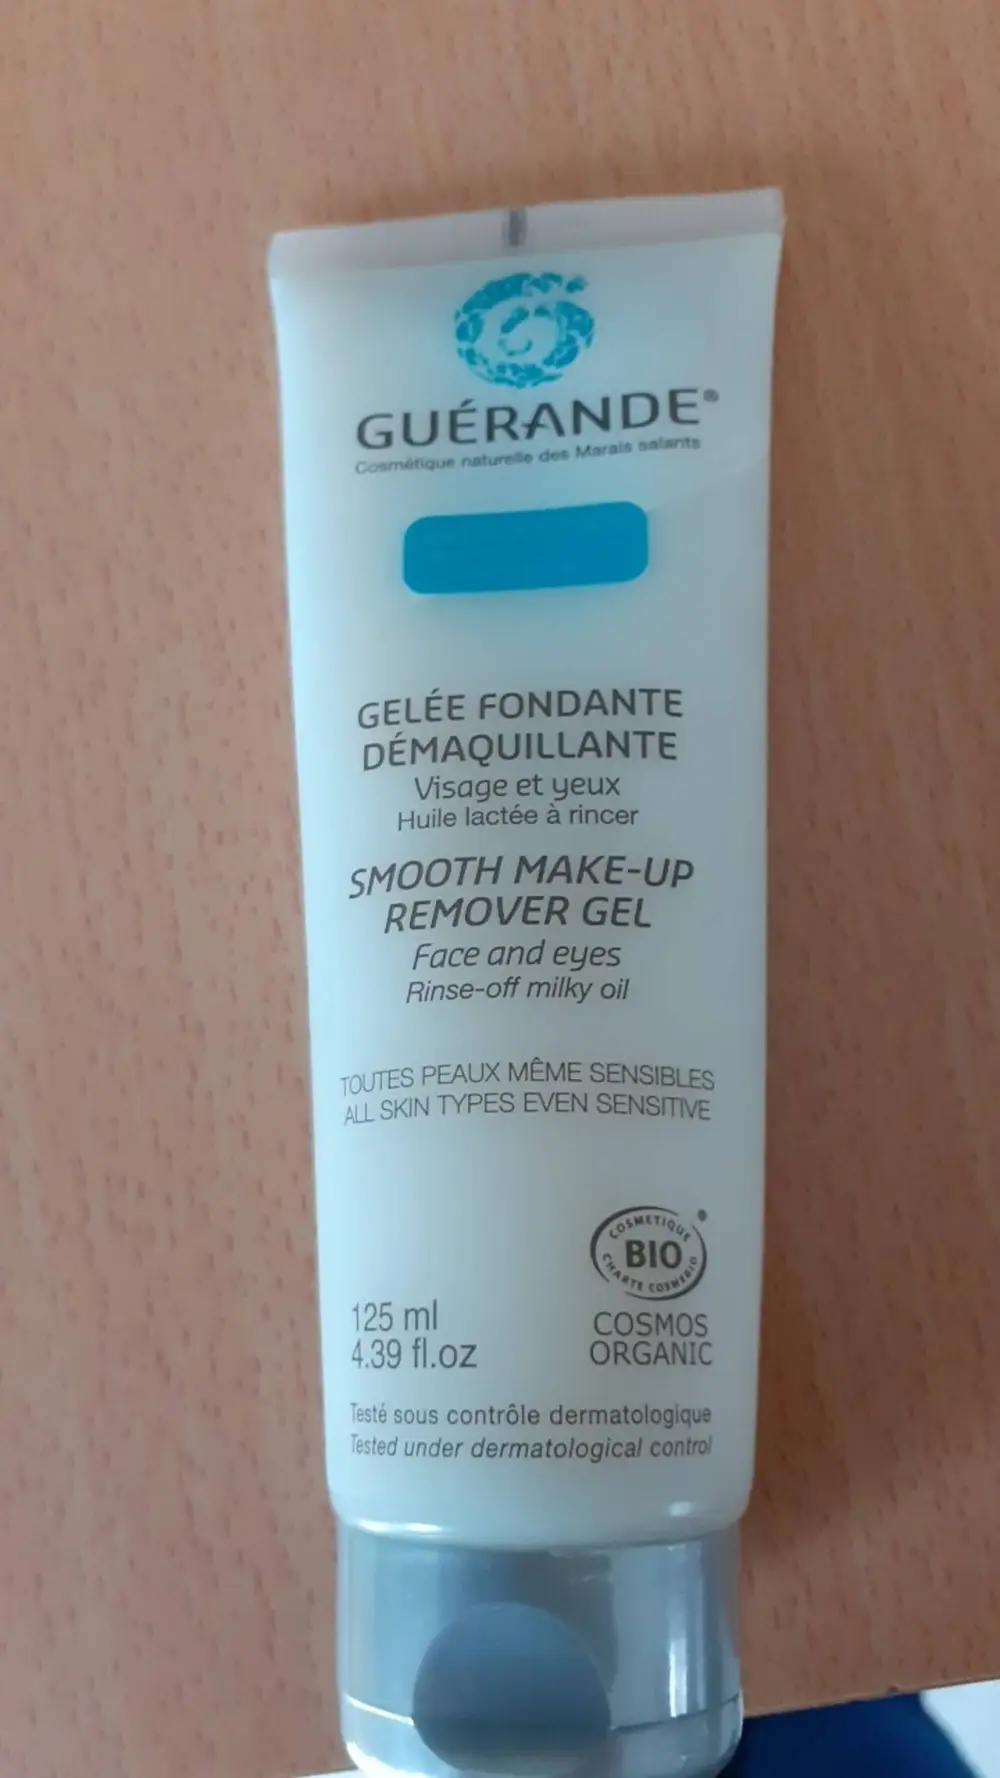 GUÉRANDE®
Cosmétique naturelle des Marais salants
GELÉE FONDANTE
DÉMAQUILLANTE
Visage et yeux
Huile lactée à rincer
SMOOTH MAKE-UP
REMOVER GEL
Face and eyes
Rinse-off milky oil
TOUTES PEAUX MÊME SENSIBLES
ALL SKIN TYPES EVEN SENSITIVE
COSMETIQUE
BIO
CHARTE COSMEBIO
COSMOS
ORGANIC
125 ml
4.39 fl.oz
Testé sous contrôle dermatologique
Tested under dermatological control